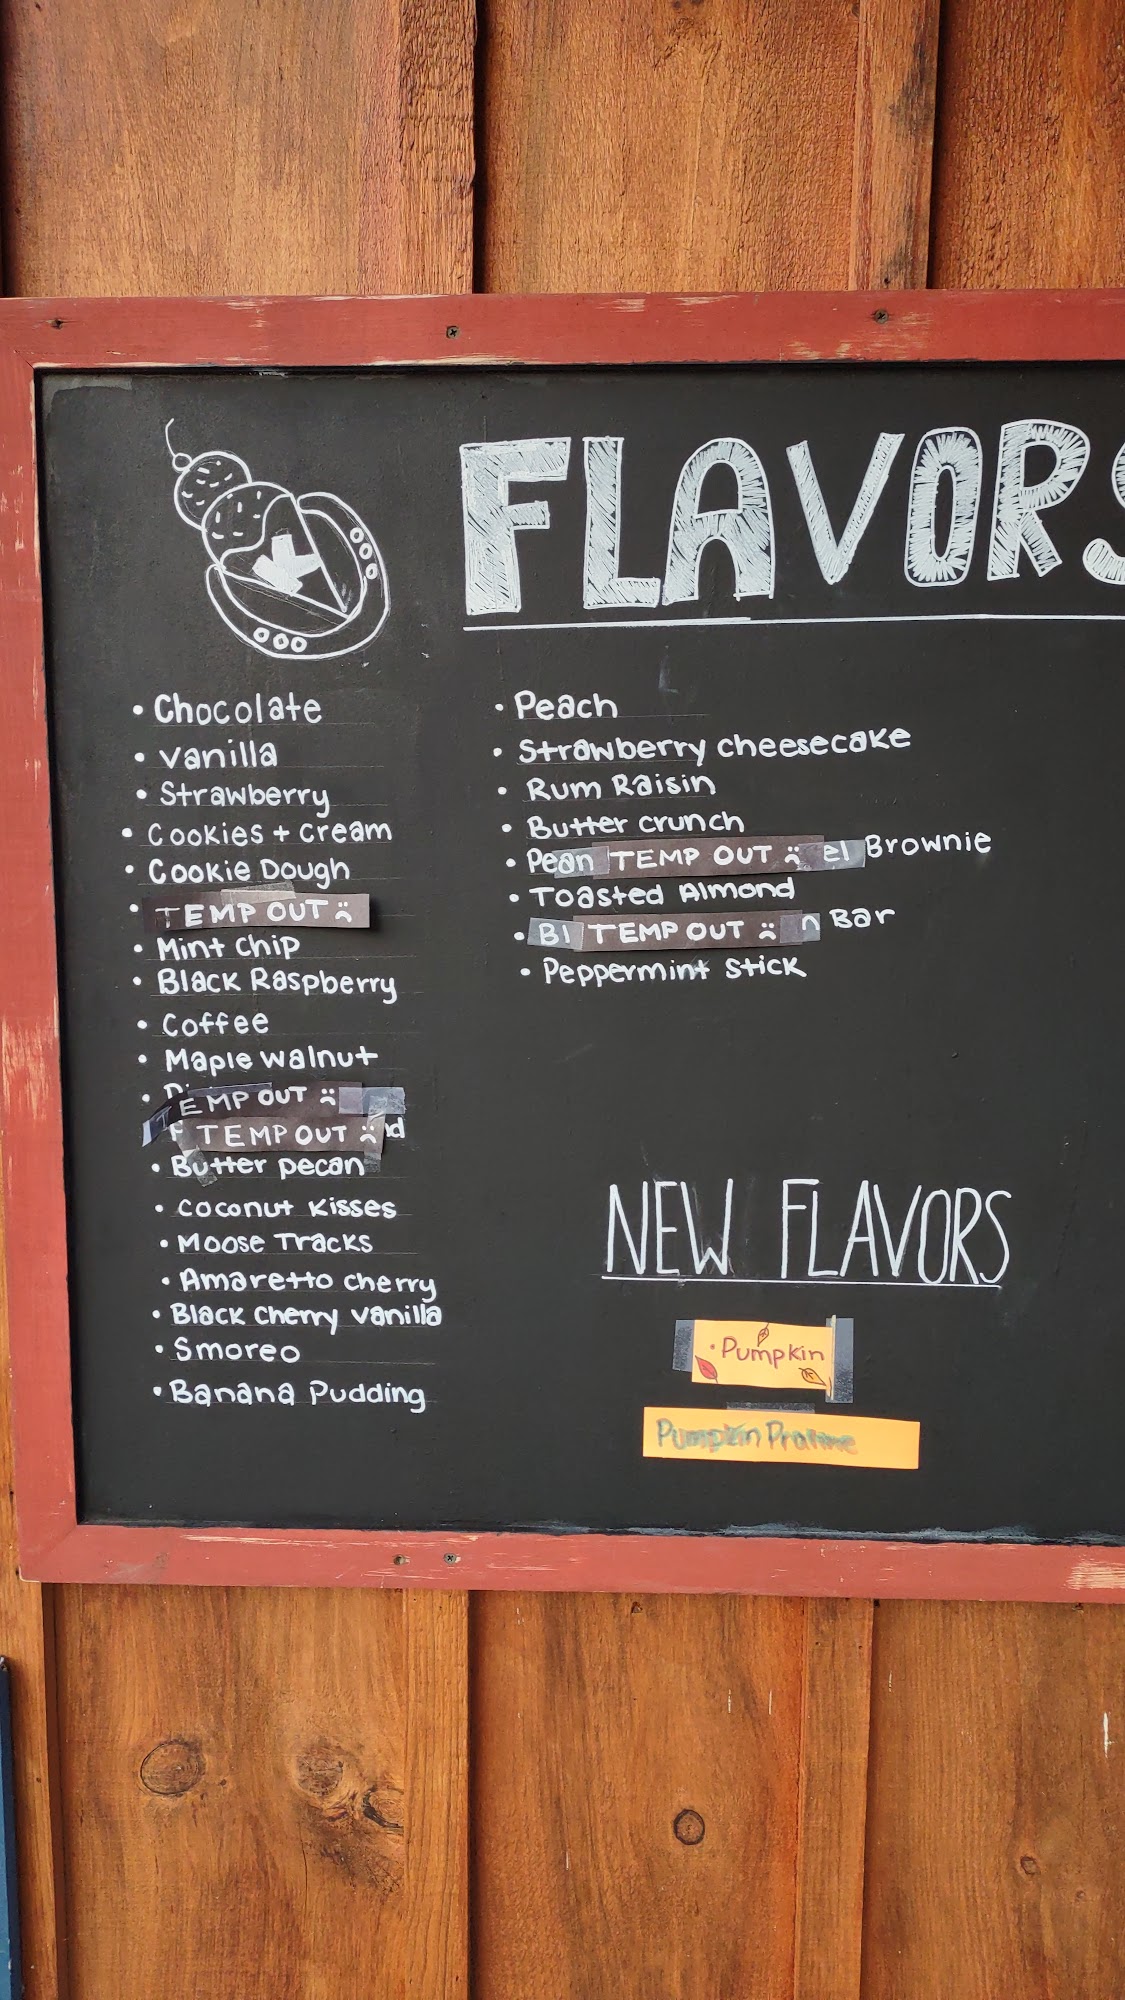 FLAVORS
• Chocolate
• vanilla
• Strawberry
• Cookies + Cream
• Cookie Dough
• TEMP OUT :(
• Mint Chip
• Black Raspberry
• Coffee
• Maple Walnut
• TEMP OUT :(
TEMP OUT :(
• Butter pecan
• Coconut Kisses
• Moose Tracks
• Amaretto cherry
• Black Cherry Vanilla
• Smoreo
• Banana Pudding
• Peach
• Strawberry cheesecake
• Rum Raisin
• Butter crunch
• Pean TEMP OUT :( el Brownie
• Toasted Almond
• Bl TEMP OUT :( n Bar
• Peppermint Stick
NEW FLAVORS
• Pumpkin
Pumpkin Praline